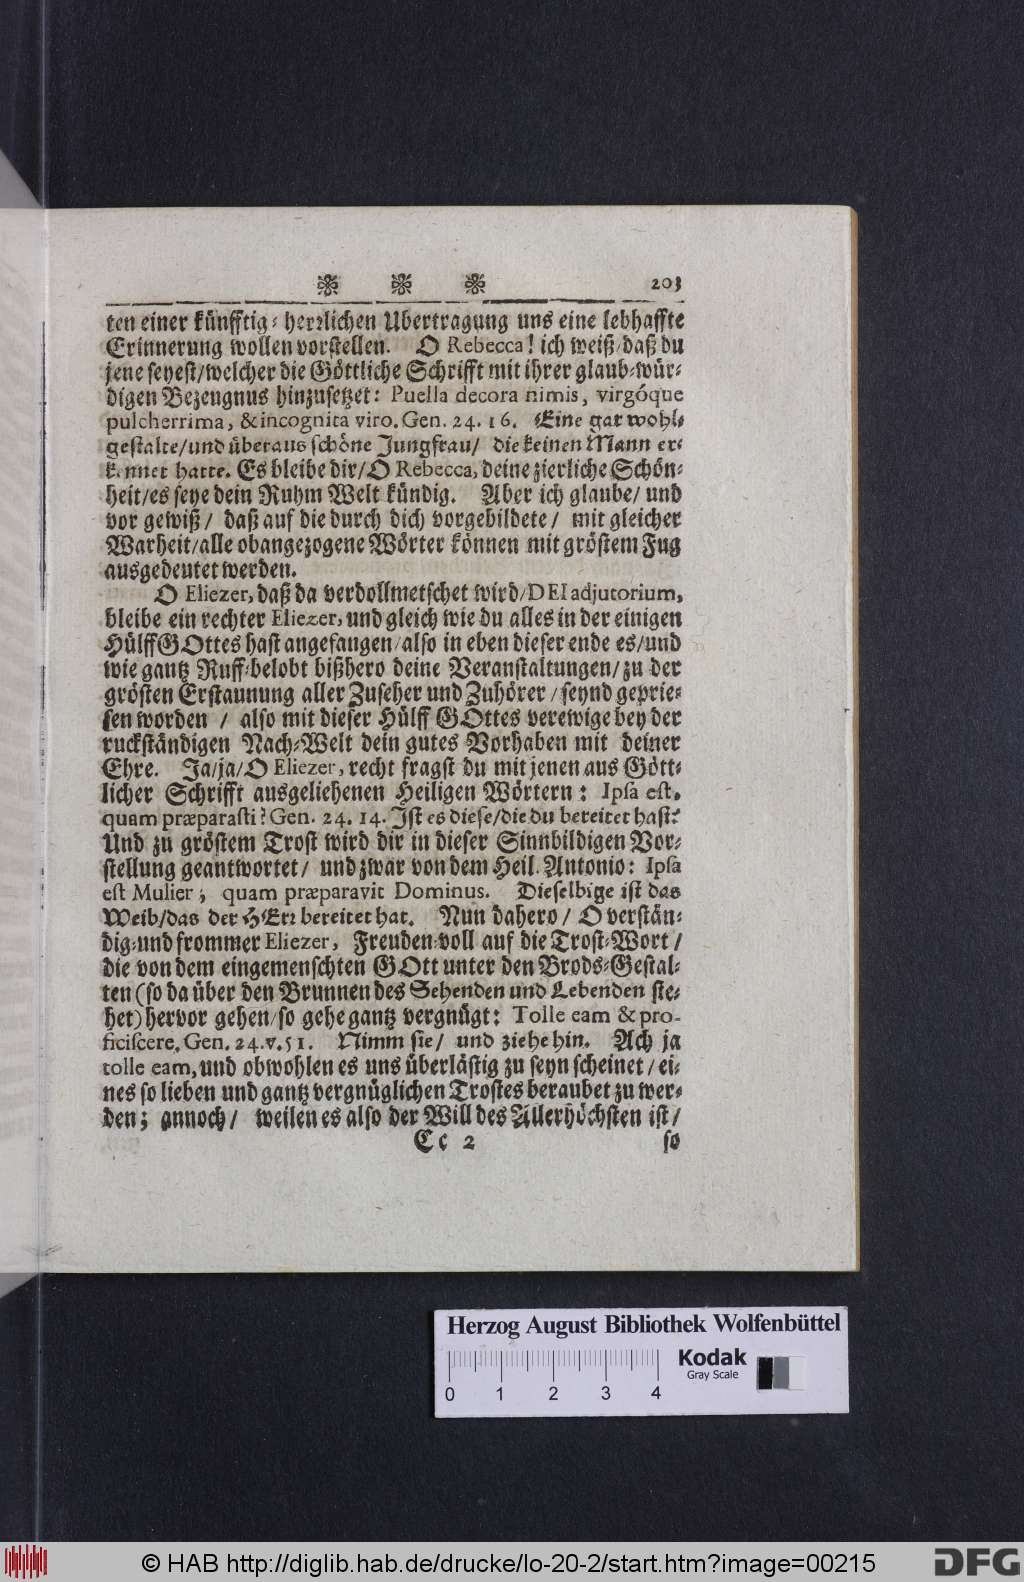 203
ten einer künfftig⸗ herꝛlichen Ubertragung uns eine lebhaffte
Erinnerung wollen vorstellen. O Rebecca! ich weiß/daß du
jene seyest/welcher die Göttliche Schrifft mit ihrer glaub⸗wür⸗
digen Bezeugnus hinzusetzet: Puella decora nimis, virgóque
pulcherrima, & incognita viro. Gen. 24. 16. Eine gar wohl⸗
gestalte/und überaus schöne Jungfrau/ die keinen Mann er⸗
kennet hatte. Es bleibe dir/O Rebecca, deine zierliche Schön⸗
heit/es seye dein Ruhm Welt kündig. Aber ich glaube/ und
vor gewiß/ daß auf die durch dich vorgebildete/ mit gleicher
Warheit/alle obangezogene Wörter können mit gröstem Fug
ausgedeutet werden.
O Eliezer, daß da verdollmetschet wird/DEI adjutorium,
bleibe ein rechter Eliezer, und gleich wie du alles in der einigen
Hülff GOttes hast angefangen/also in eben dieser ende es/und
wie gantz Ruff⸗belobt bißhero deine Veranstaltungen/zu der
grösten Erstaunung aller Zuseher und Zuhörer/seynd geprie⸗
sen worden / also mit dieser Hülff GOttes verewige bey der
ruckständigen Nach⸗Welt dein gutes Vorhaben mit deiner
Ehre. Ja/ja/O Eliezer, recht fragst du mit jenen aus Gött⸗
licher Schrifft ausgeliehenen Heiligen Wörtern: Ipsa est,
quam præparasti? Gen. 24. 14. Ist es diese/die du bereitet hast?
Und zu gröstem Trost wird dir in dieser Sinnbildigen Vor⸗
stellung geantwortet/ und zwar von dem Heil. Antonio: Ipsa
est Mulier; quam præparavit Dominus. Dieselbige ist das
Weib/das der HErꝛ bereitet hat. Nun dahero/ O verstän⸗
dig⸗und frommer Eliezer, Freuden⸗voll auf die Trost⸗Wort/
die von dem eingemenschten GOtt unter den Brods⸗Gestal⸗
ten (so da über den Brunnen des Sehenden und Lebenden ste⸗
het) hervor gehen/so gehe gantz vergnügt: Tolle eam & pro-
ficiscere, Gen. 24. v. 51. Nimm sie/ und ziehe hin. Ach ja
tolle eam, und obwohlen es uns überlästig zu seyn scheinet/ei⸗
nes so lieben und gantz vergnüglichen Trostes beraubet zu wer⸗
den; annoch/ weilen es also der Will des Allerhöchsten ist/
Cc 2 so
Herzog August Bibliothek Wolfenbüttel
0 1 2 3 4
Kodak
Gray Scale
© HAB http://diglib.hab.de/drucke/lo-20-2/start.htm?image=00215
DFG